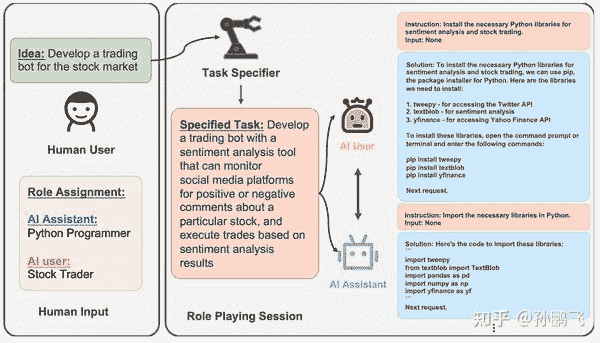 Idea: Develop a trading
bot for the stock market
Human User
Role Assignment:
AI Assistant:
Python Programmer
AI user:
Stock Trader
Human Input
Task Specifier
Specified Task: Develop
a trading bot with a
sentiment analysis tool
that can monitor
social media platforms
for positive or negative
comments about a
particular stock, and
execute trades based on
sentiment analysis
results
AI User
AI Assistant
Role Playing Session
Instruction: Install the necessary Python libraries for
sentiment analysis and stock trading.
Input: None
Solution: To install the necessary Python libraries for
sentiment analysis and stock trading, we can use pip,
the package installer for Python. Here are the libraries
we need to install:
1. tweepy - for accessing the Twitter API
2. textblob - for sentiment analysis
3. yfinance - for accessing Yahoo Finance API
To install these libraries, open the command prompt or
terminal and enter the following commands:
pip install tweepy
pip install textblob
pip install yfinance
Next request.
Instruction: Import the necessary libraries in Python.
Input: None
Solution: Here's the code to import these libraries:
```
import tweepy
from textblob import TextBlob
import pandas as pd
import numpy as np
import yfinance as yf
```
Next request.
知乎 @孙鹏飞